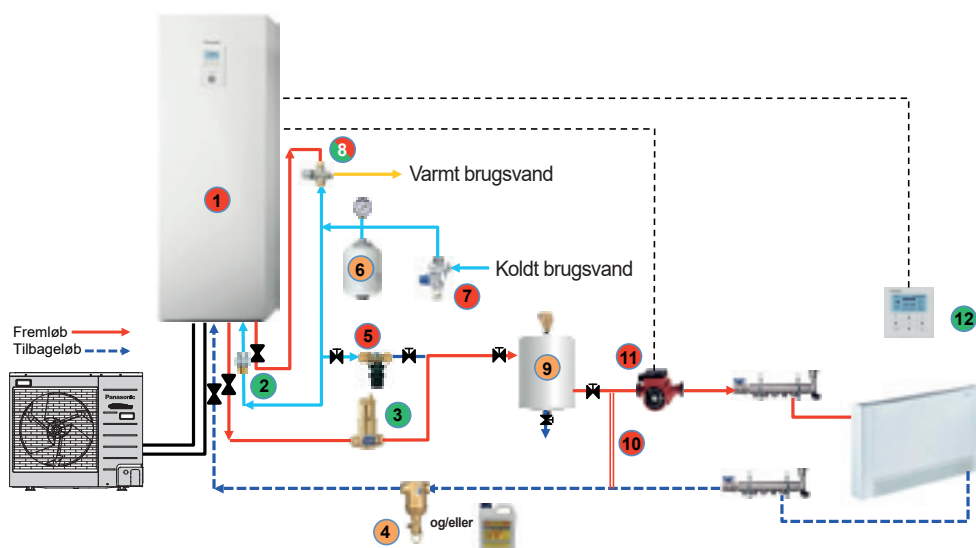 8
Varmt brugsvand
1
6
Koldt brugsvand
7
Fremløb
Tilbageløb
5
11
12
2
9
Panasonic
3
10
4
og/eller